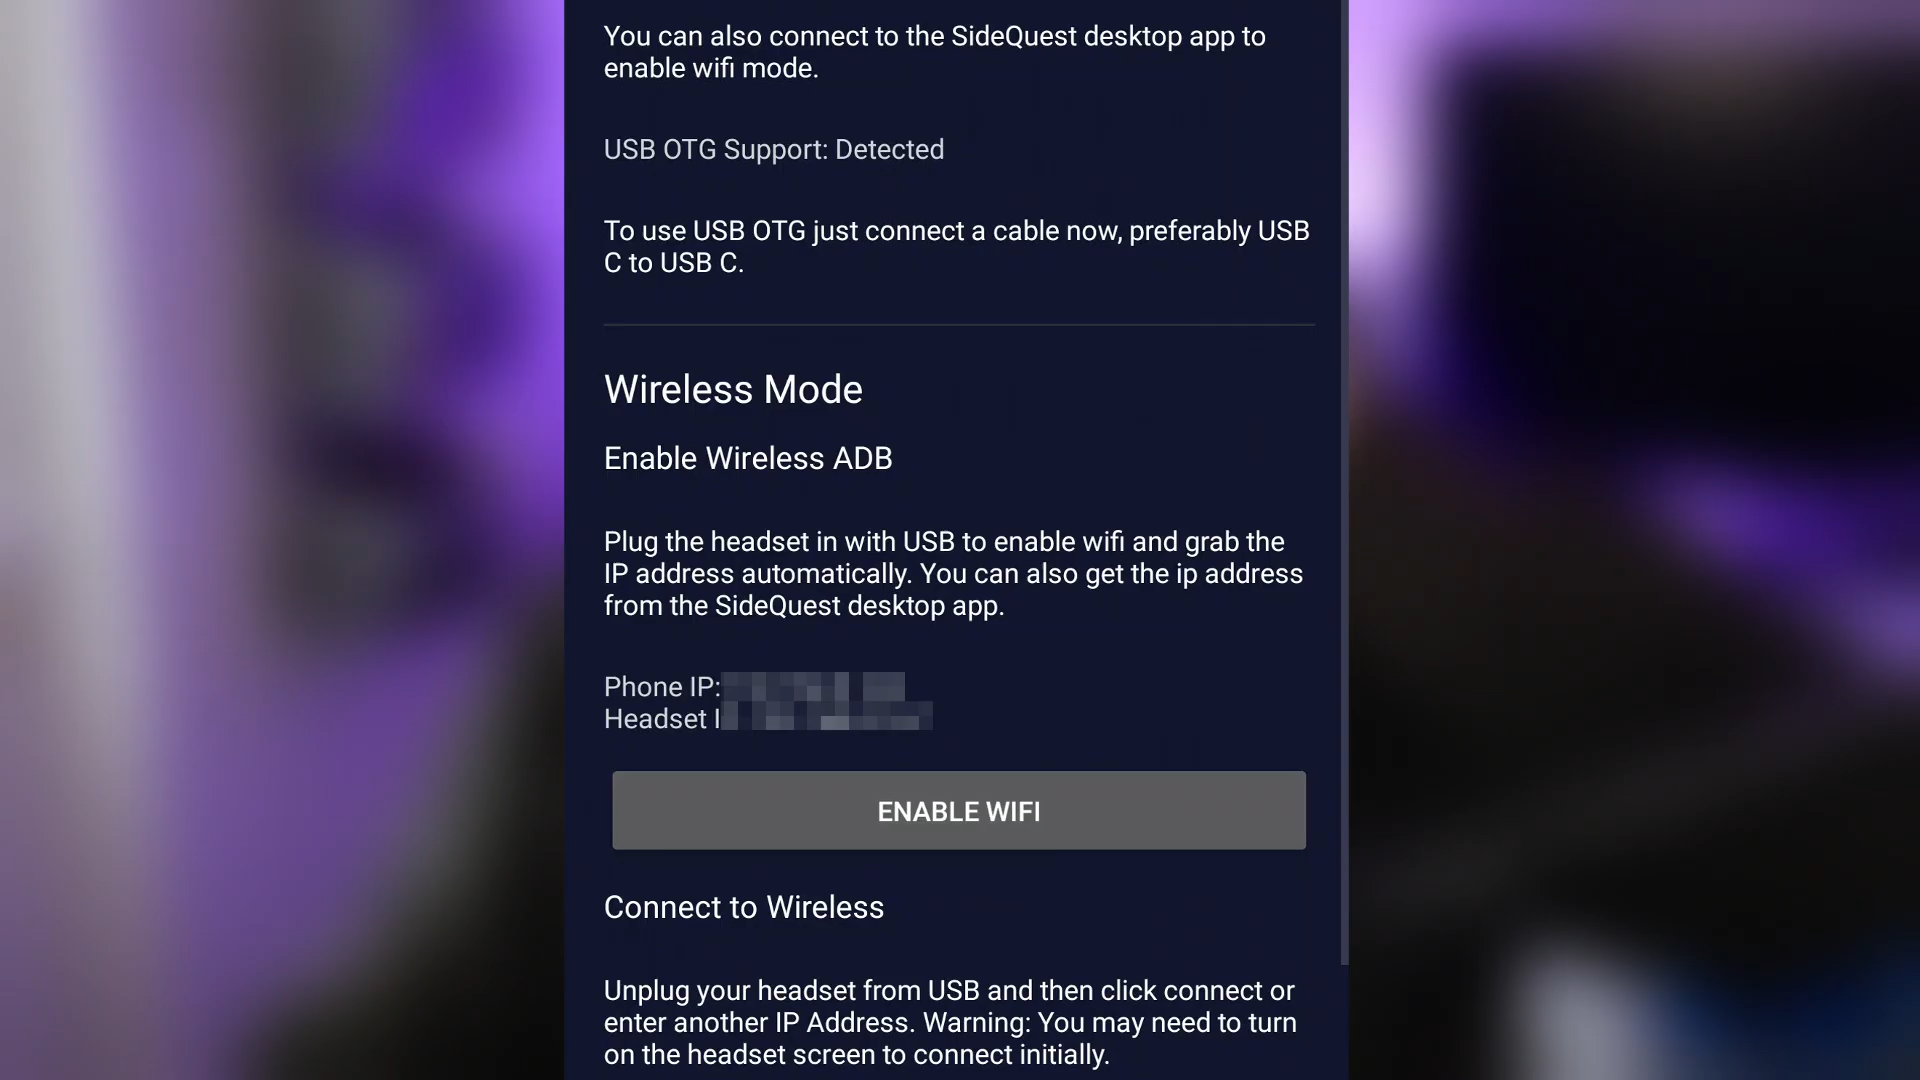 You can also connect to the SideQuest desktop app to
enable wifi mode.
USB OTG Support: Detected
To use USB OTG just connect a cable now, preferably USB
C to USB C.
Wireless Mode
Enable Wireless ADB
Plug the headset in with USB to enable wifi and grab the
IP address automatically. You can also get the ip address
from the SideQuest desktop app.
Phone IP:
Headset I
ENABLE WIFI
Connect to Wireless
Unplug your headset from USB and then click connect or
enter another IP Address. Warning: You may need to turn
on the headset screen to connect initially.